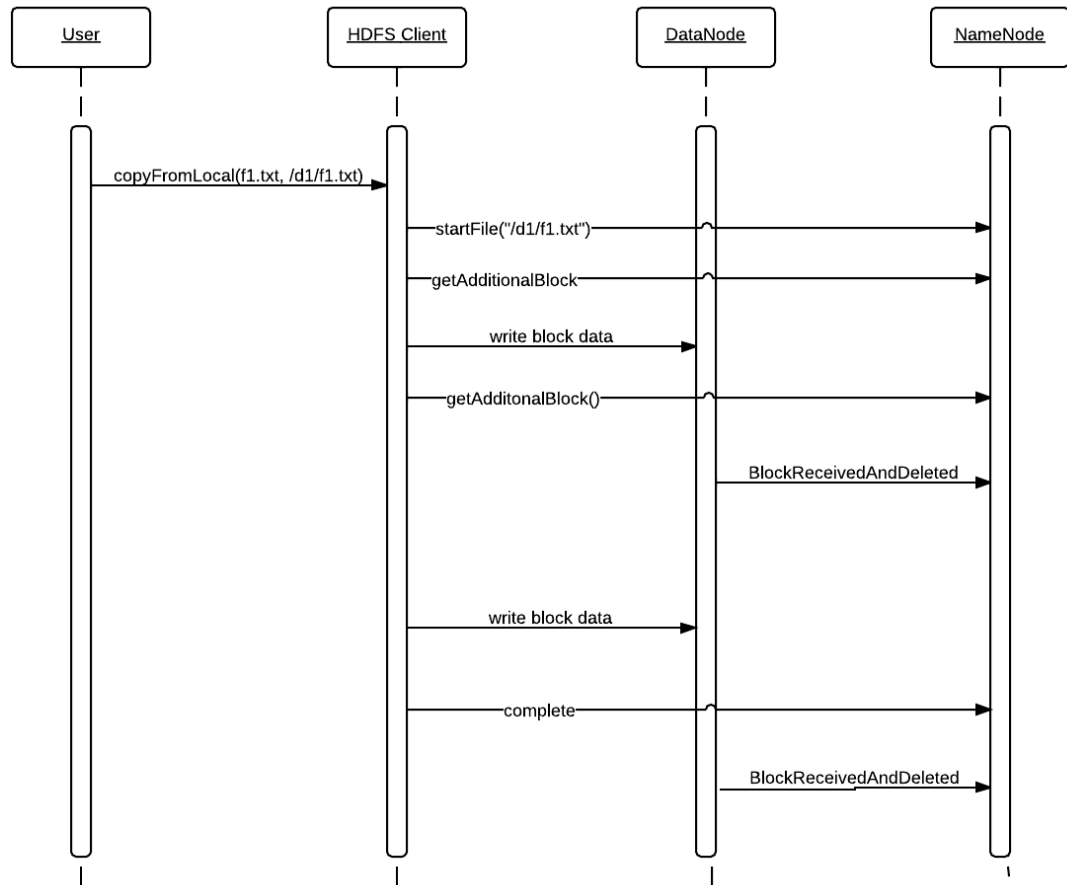 User
HDFS Client
DataNode
NameNode
copyFromLocal(f1.txt, /d1/f1.txt)
startFile("/d1/f1.txt")
getAdditionalBlock
write block data
getAdditonalBlock()
BlockReceivedAndDeleted
write block data
complete
BlockReceivedAndDeleted